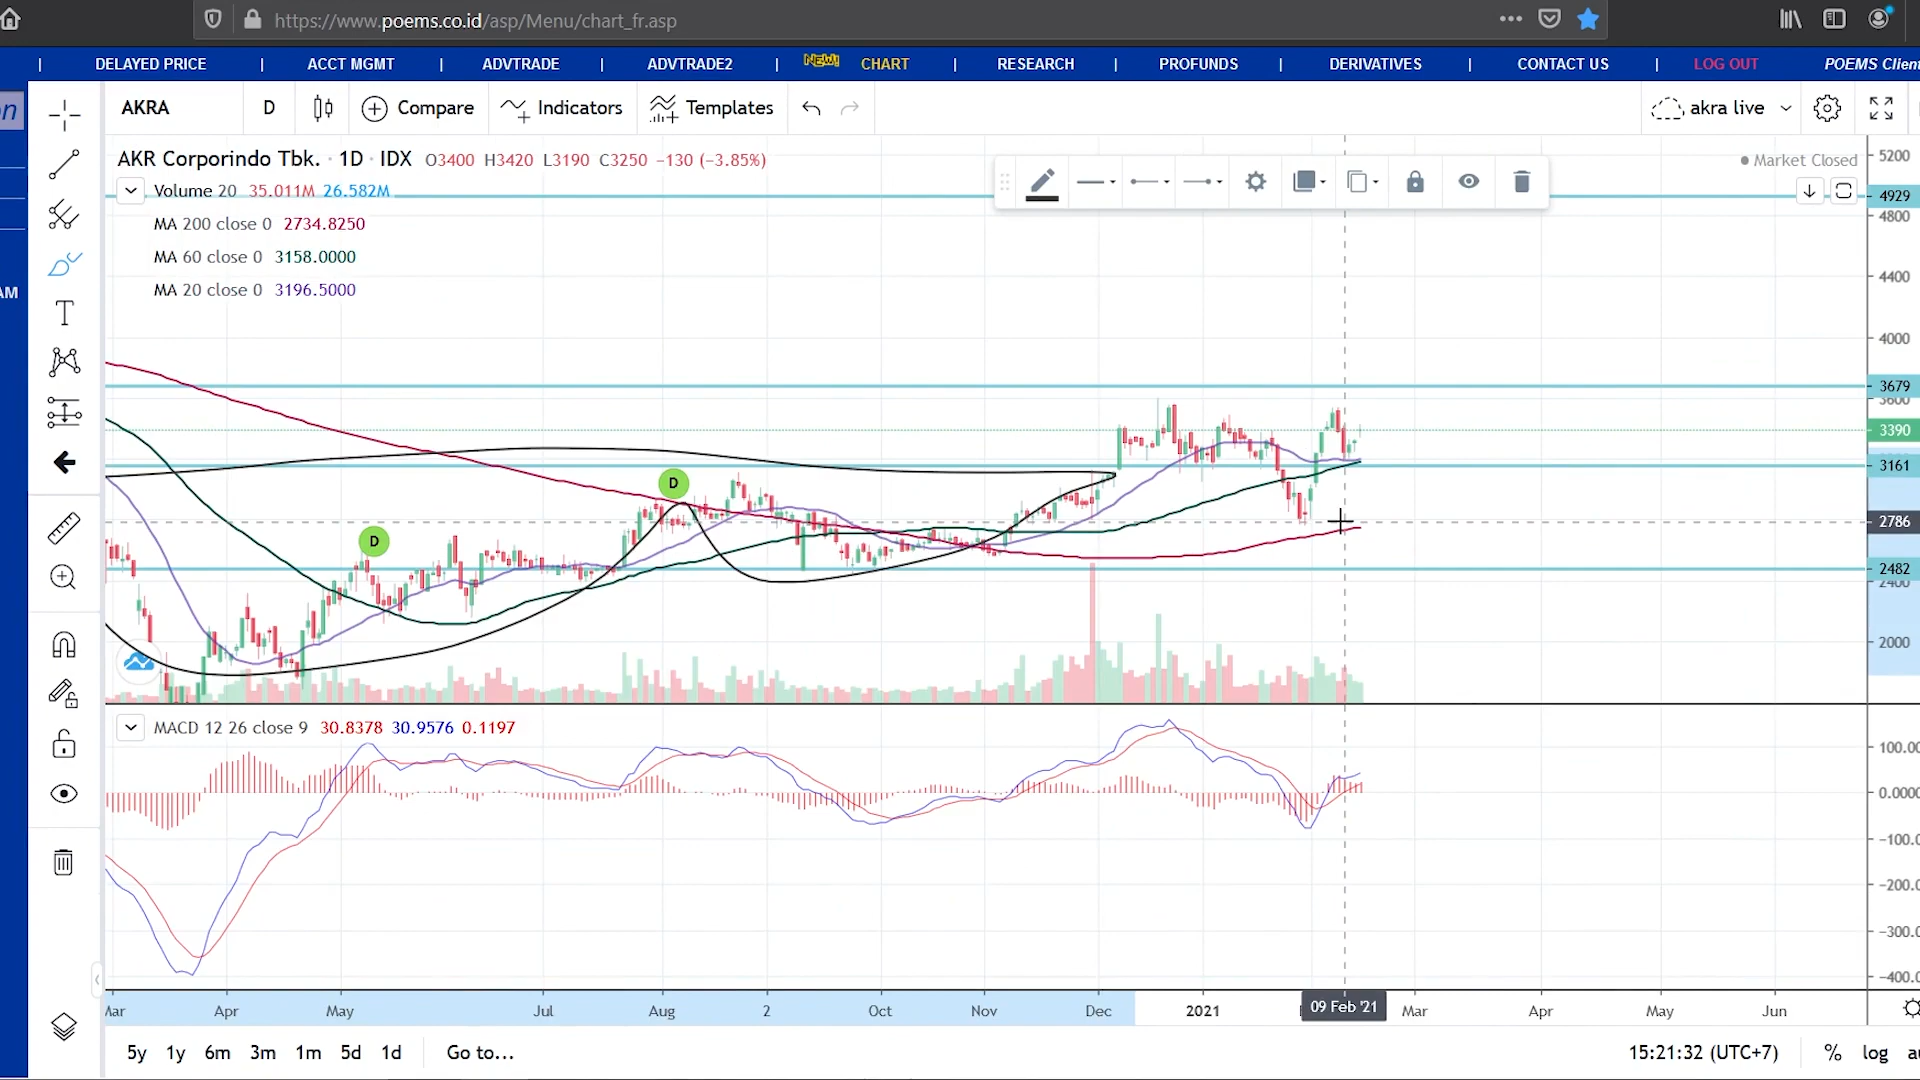 https://www.poems.co.id/asp/Menu/chart_fr.asp
| DELAYED PRICE | ACCT MGMT | ADVTRADE | ADVTRADE2 | NEW! CHART | RESEARCH | PROFUNDS | DERIVATIVES | CONTACT US | LOG OUT POEMS Client
on
AM
AKRA D Compare Indicators Templates akra live
AKR Corporindo Tbk. · 1D · IDX O3400 H3420 L3190 C3250 −130 (−3.85%)
Market Closed
Volume 20 35.011M 26.582M
MA 200 close 0 2734.8250
MA 60 close 0 3158.0000
MA 20 close 0 3196.5000
5200
4929
4800
4400
4000
3679
3600
3390
3161
2786
2482
2400
2000
D
D
MACD 12 26 close 9 30.8378 30.9576 0.1197
100.00
0.0000
−100.0
−200.0
−300.0
−400.0
Mar Apr May Jul Aug 2 Oct Nov Dec 2021 09 Feb '21 Mar Apr May Jun
5y 1y 6m 3m 1m 5d 1d Go to... 15:21:32 (UTC+7) % log au